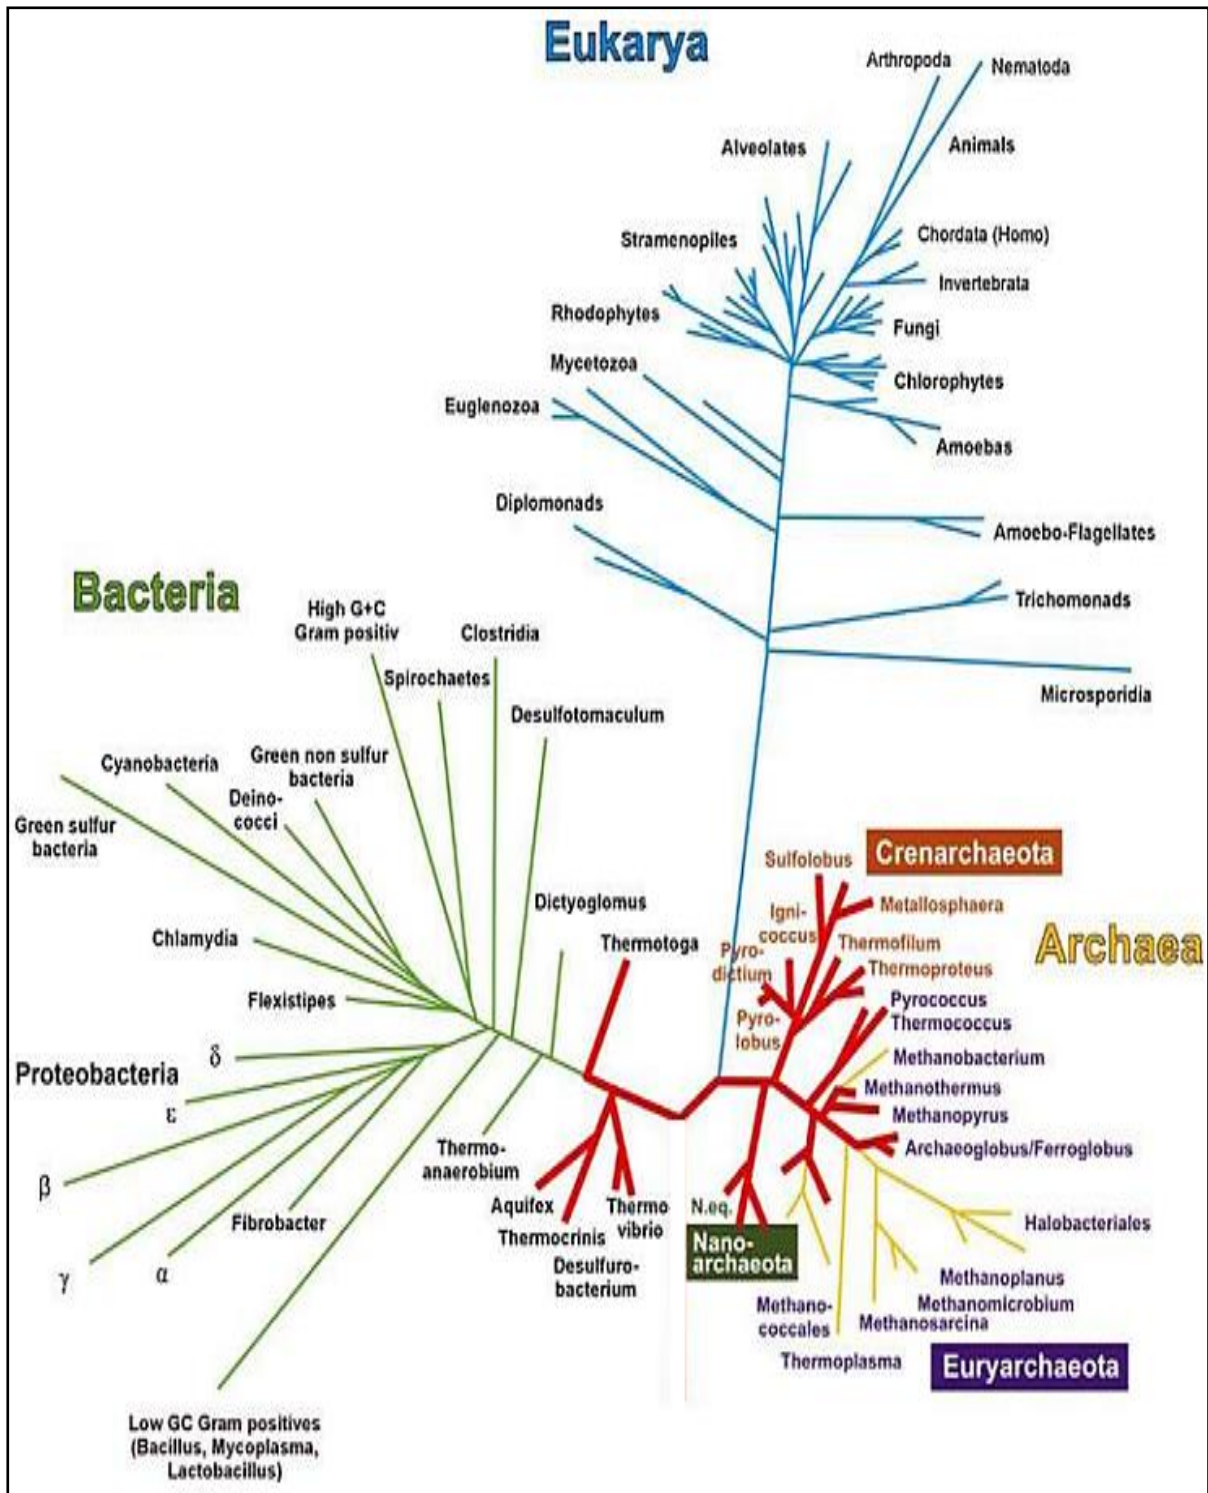 Eukarya
Arthropoda
Nematoda
Alveolates
Animals
Stramenopiles
Chordata (Homo)
Invertebrata
Rhodophytes
Fungi
Mycetozoa
Chlorophytes
Euglenozoa
Amoebas
Diplomonads
Amoebo-Flagellates
Trichomonads
Microsporidia
Bacteria
High G+C
Gram positiv
Clostridia
Spirochaetes
Desulfotomaculum
Cyanobacteria
Green non sulfur
bacteria
Deino-
cocci
Green sulfur
bacteria
Dictyoglomus
Thermotoga
Chlamydia
Flexistipes
δ
Proteobacteria
ε
β
γ
α
Fibrobacter
Thermo-
anaerobium
Aquifex
Thermocrinis
Desulfuro-
bacterium
Thermo
vibrio
Low GC Gram positives
(Bacillus, Mycoplasma,
Lactobacillus)
Sulfolobus
Crenarchaeota
Igni-
coccus
Metallosphaera
Archaea
Pyro-
dictium
Thermofilum
Thermoproteus
Pyro-
lobus
Pyrococcus
Thermococcus
Methanobacterium
Methanothermus
Methanopyrus
Archaeoglobus/Ferroglobus
N.eq.
Nano-
archaeota
Halobacteriales
Methanoplanus
Methanomicrobium
Methano-
coccales
Methanosarcina
Thermoplasma
Euryarchaeota